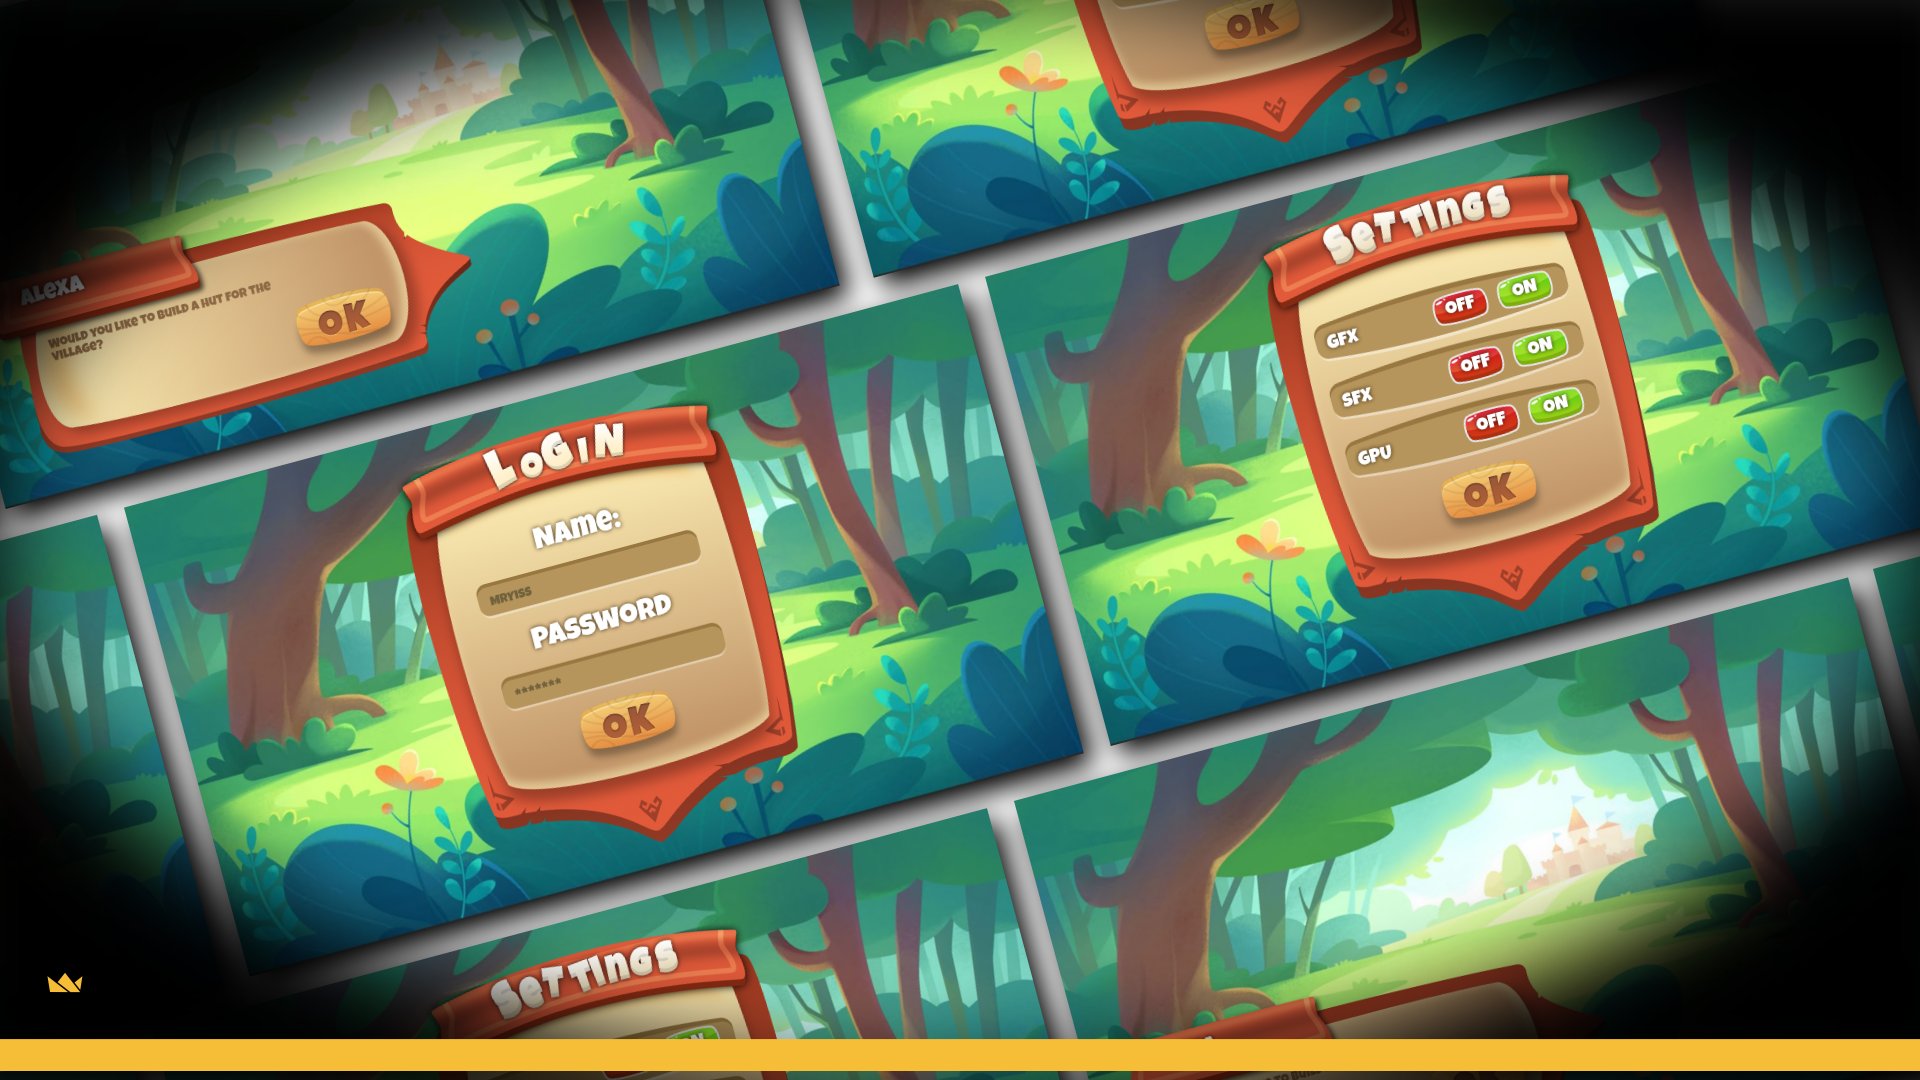 OK
SeTTINGS
OFF ON
GFX
OFF ON
SFX
OFF ON
GPU
OK
ALeXA
WOULD YOU LIKe TO BUILD A HUT FOR THe
VILLAGe?
OK
LoGIN
NAMe:
MRYISS
PASSWORD
*******
OK
SeTTINGS